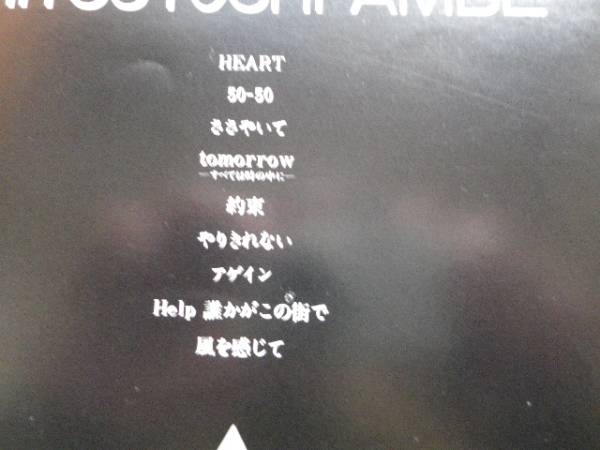 HEART
50-50
ささやいて
tomorrow
—すべては時の中に—
約束
やりきれない
アゲイン
Help 誰かがこの街で
風を感じて